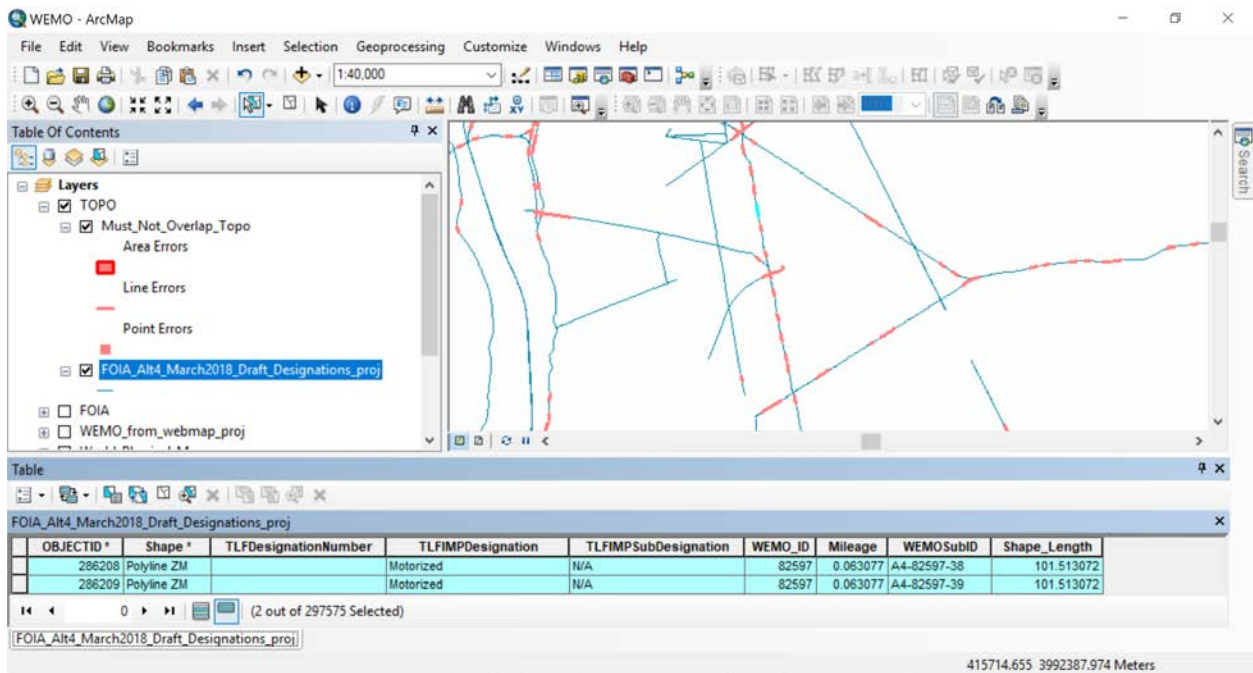 WEMO - ArcMap
File Edit View Bookmarks Insert Selection Geoprocessing Customize Windows Help
1:40,000
Table Of Contents
Layers
TOPO
Must_Not_Overlap_Topo
Area Errors
Line Errors
Point Errors
FOIA_Alt4_March2018_Draft_Designations_proj
FOIA
WEMO_from_webmap_proj
Search
Table
FOIA_Alt4_March2018_Draft_Designations_proj
OBJECTID * Shape * TLFDesignationNumber TLFIMPDesignation TLFIMPSubDesignation WEMO_ID Mileage WEMOSubID Shape_Length
286208 Polyline ZM Motorized N/A 82597 0.063077 A4-82597-38 101.513072
286209 Polyline ZM Motorized N/A 82597 0.063077 A4-82597-39 101.513072
0 (2 out of 297575 Selected)
FOIA_Alt4_March2018_Draft_Designations_proj
415714.655 3992387.974 Meters